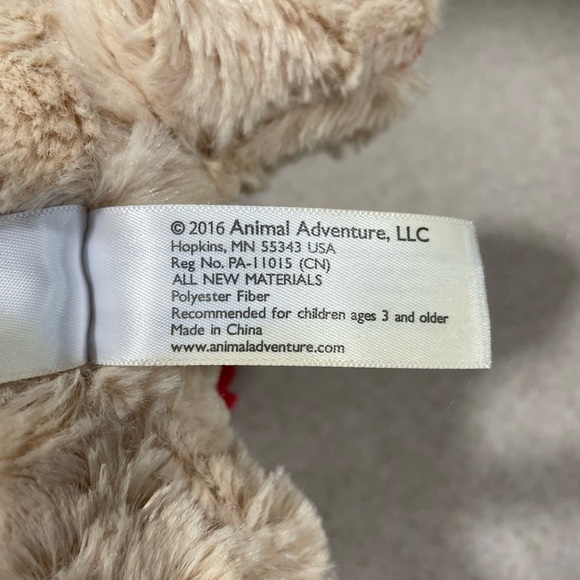 © 2016 Animal Adventure, LLC
Hopkins, MN 55343 USA
Reg No. PA-11015 (CN)
ALL NEW MATERIALS
Polyester Fiber
Recommended for children ages 3 and older
Made in China
www.animaladventure.com